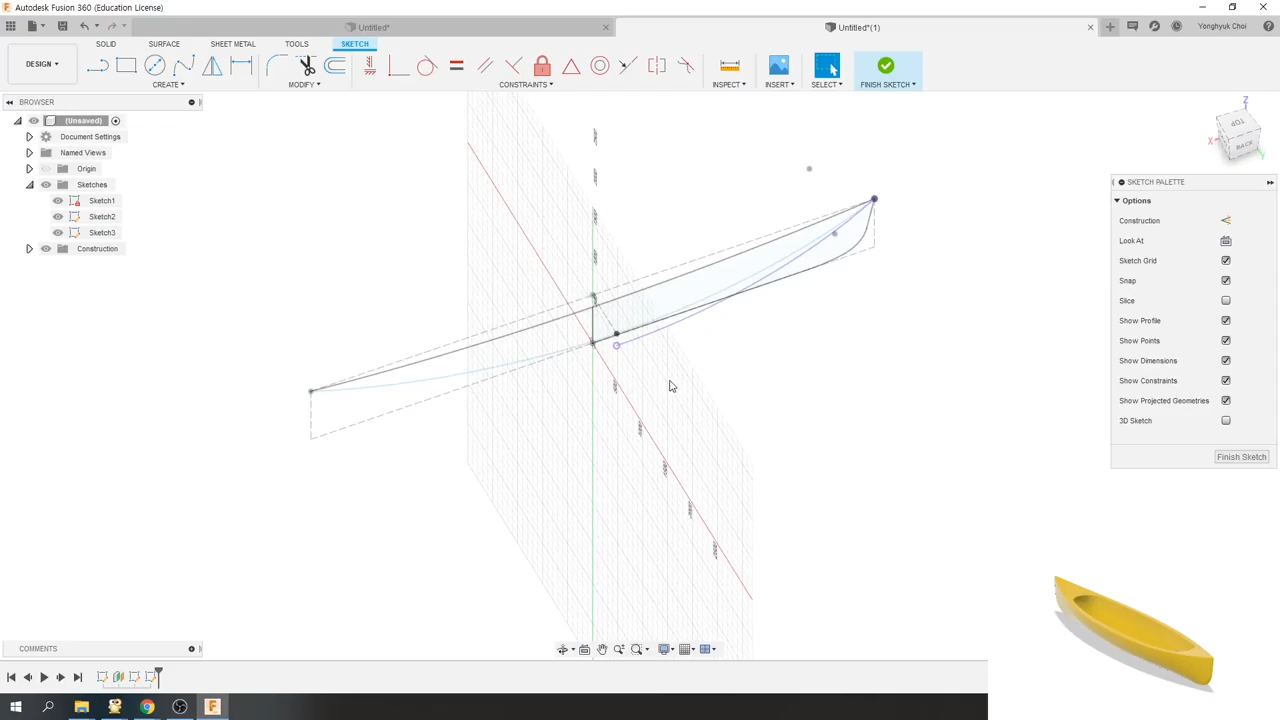 Autodesk Fusion 360 (Education License)
Untitled*
Untitled*(1)
Yonghyuk Choi
DESIGN
SOLID
SURFACE
SHEET METAL
TOOLS
SKETCH
CREATE
MODIFY
CONSTRAINTS
INSPECT
INSERT
SELECT
FINISH SKETCH
BROWSER
(Unsaved)
Document Settings
Named Views
Origin
Sketches
Sketch1
Sketch2
Sketch3
Construction
Z
TOP
X
BACK
Y
SKETCH PALETTE
Options
Construction
Look At
Sketch Grid
Snap
Slice
Show Profile
Show Points
Show Dimensions
Show Constraints
Show Projected Geometries
3D Sketch
Finish Sketch
COMMENTS